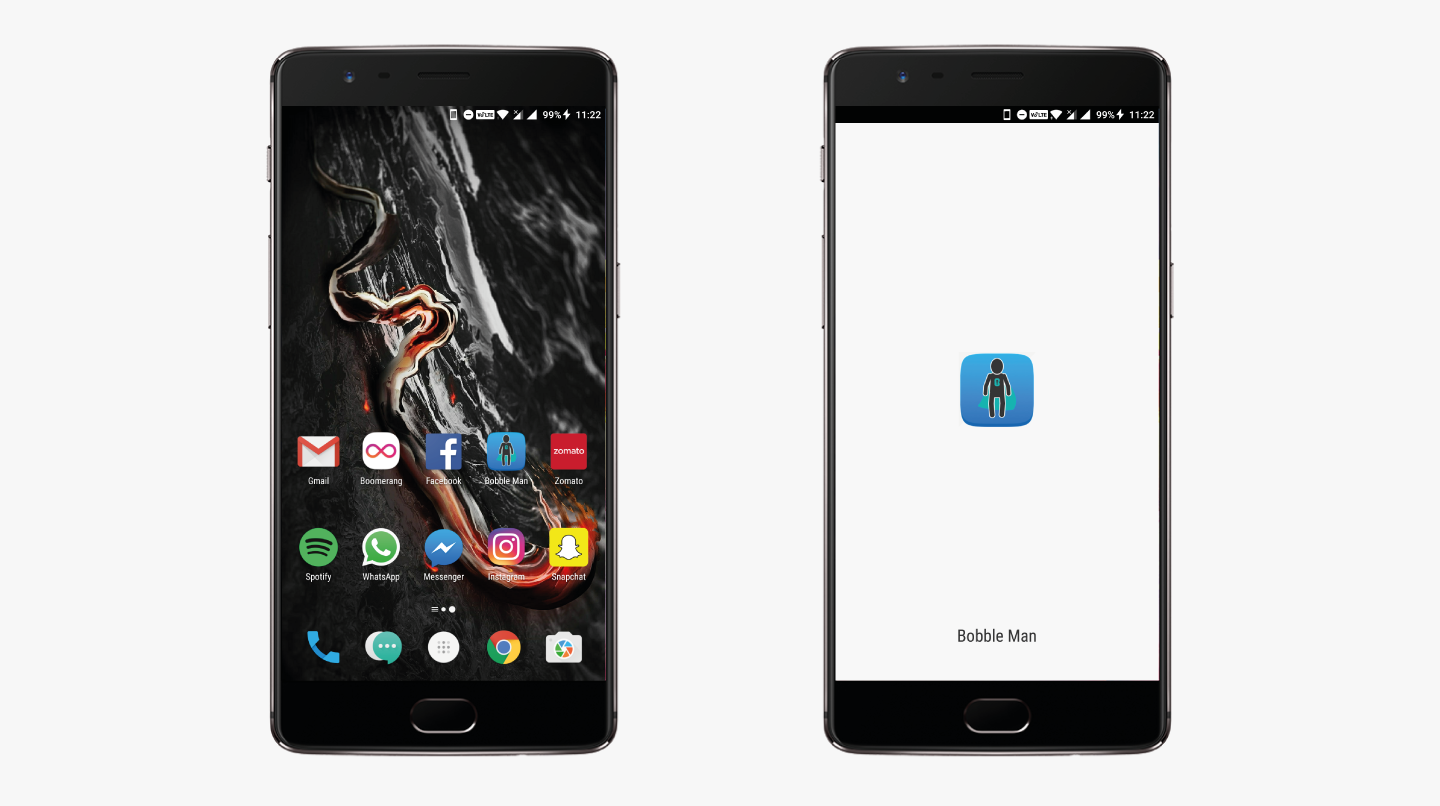 VoLTE 99% 11:22
zomato
Gmail Boomerang Facebook Bobble Man Zomato
Spotify WhatsApp Messenger Instagram Snapchat
VoLTE 99% 11:22
Bobble Man